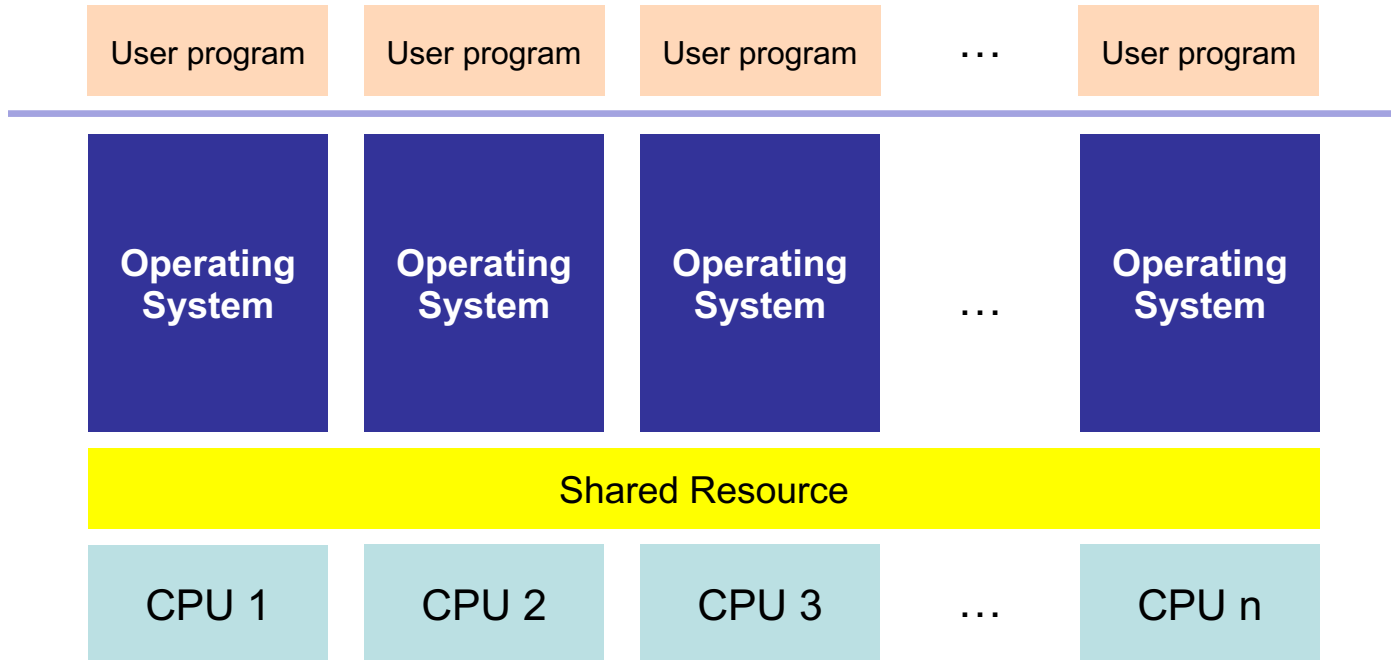 User program
User program
User program
...
User program
Operating
System
Operating
System
Operating
System
...
Operating
System
Shared Resource
CPU 1
CPU 2
CPU 3
...
CPU n